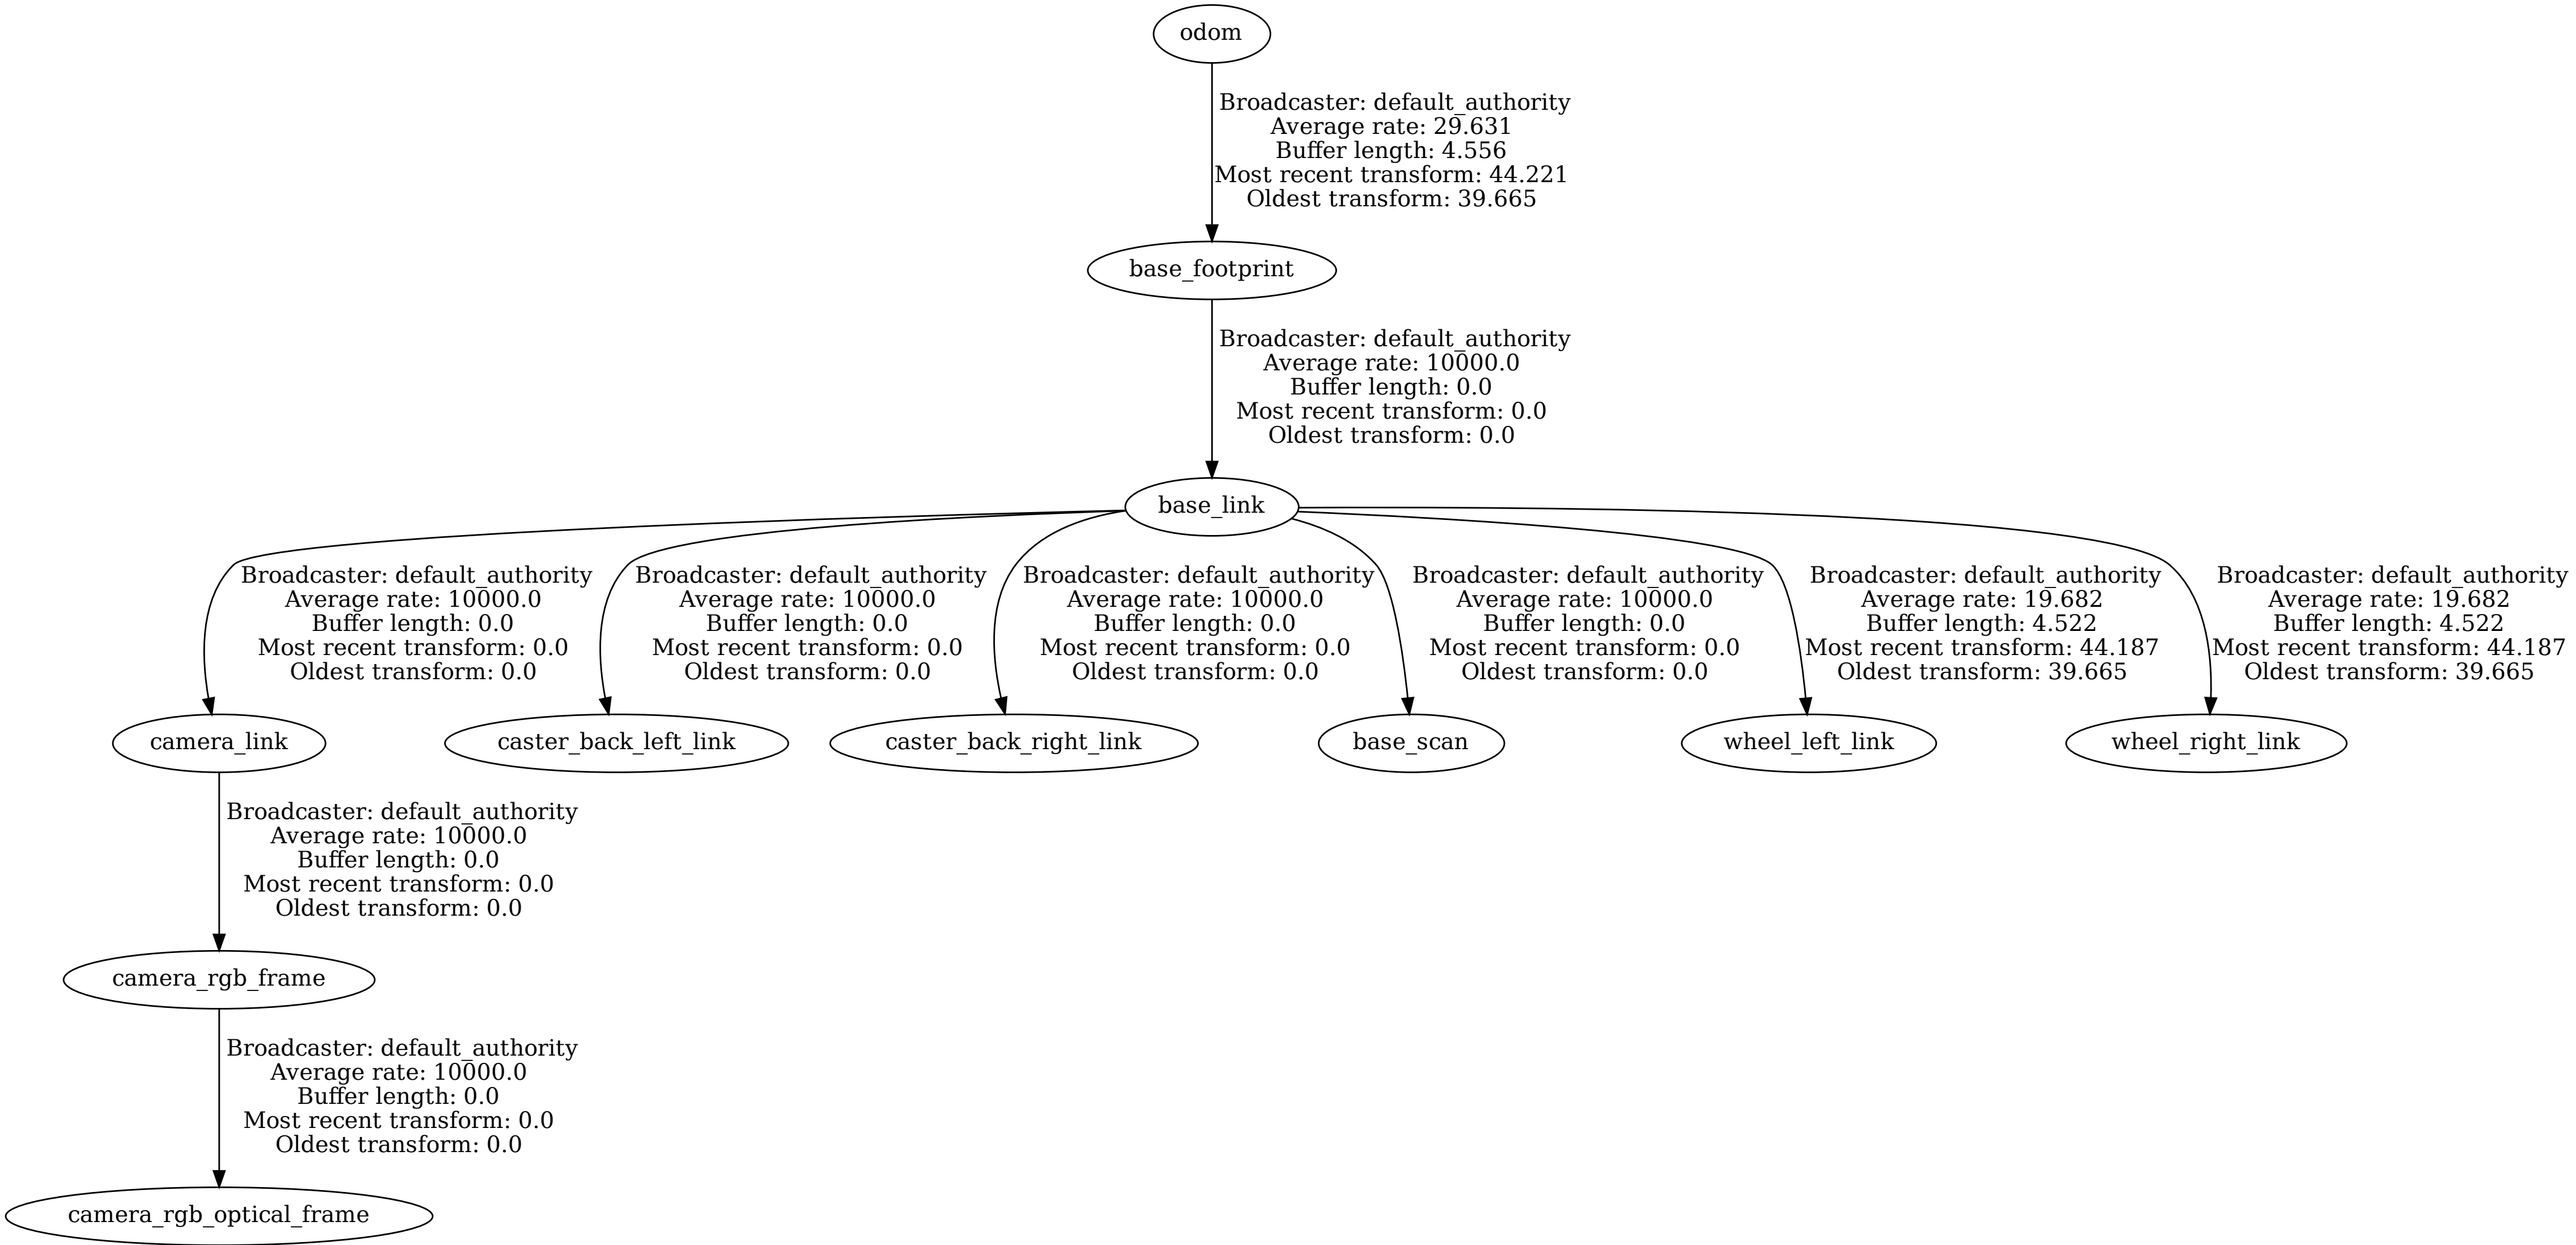 odom
Broadcaster: default_authority
Average rate: 29.631
Buffer length: 4.556
Most recent transform: 44.221
Oldest transform: 39.665
base_footprint
Broadcaster: default_authority
Average rate: 10000.0
Buffer length: 0.0
Most recent transform: 0.0
Oldest transform: 0.0
base_link
Broadcaster: default_authority
Average rate: 10000.0
Buffer length: 0.0
Most recent transform: 0.0
Oldest transform: 0.0
Broadcaster: default_authority
Average rate: 10000.0
Buffer length: 0.0
Most recent transform: 0.0
Oldest transform: 0.0
Broadcaster: default_authority
Average rate: 10000.0
Buffer length: 0.0
Most recent transform: 0.0
Oldest transform: 0.0
Broadcaster: default_authority
Average rate: 10000.0
Buffer length: 0.0
Most recent transform: 0.0
Oldest transform: 0.0
Broadcaster: default_authority
Average rate: 19.682
Buffer length: 4.522
Most recent transform: 44.187
Oldest transform: 39.665
Broadcaster: default_authority
Average rate: 19.682
Buffer length: 4.522
Most recent transform: 44.187
Oldest transform: 39.665
camera_link
caster_back_left_link
caster_back_right_link
base_scan
wheel_left_link
wheel_right_link
Broadcaster: default_authority
Average rate: 10000.0
Buffer length: 0.0
Most recent transform: 0.0
Oldest transform: 0.0
camera_rgb_frame
Broadcaster: default_authority
Average rate: 10000.0
Buffer length: 0.0
Most recent transform: 0.0
Oldest transform: 0.0
camera_rgb_optical_frame